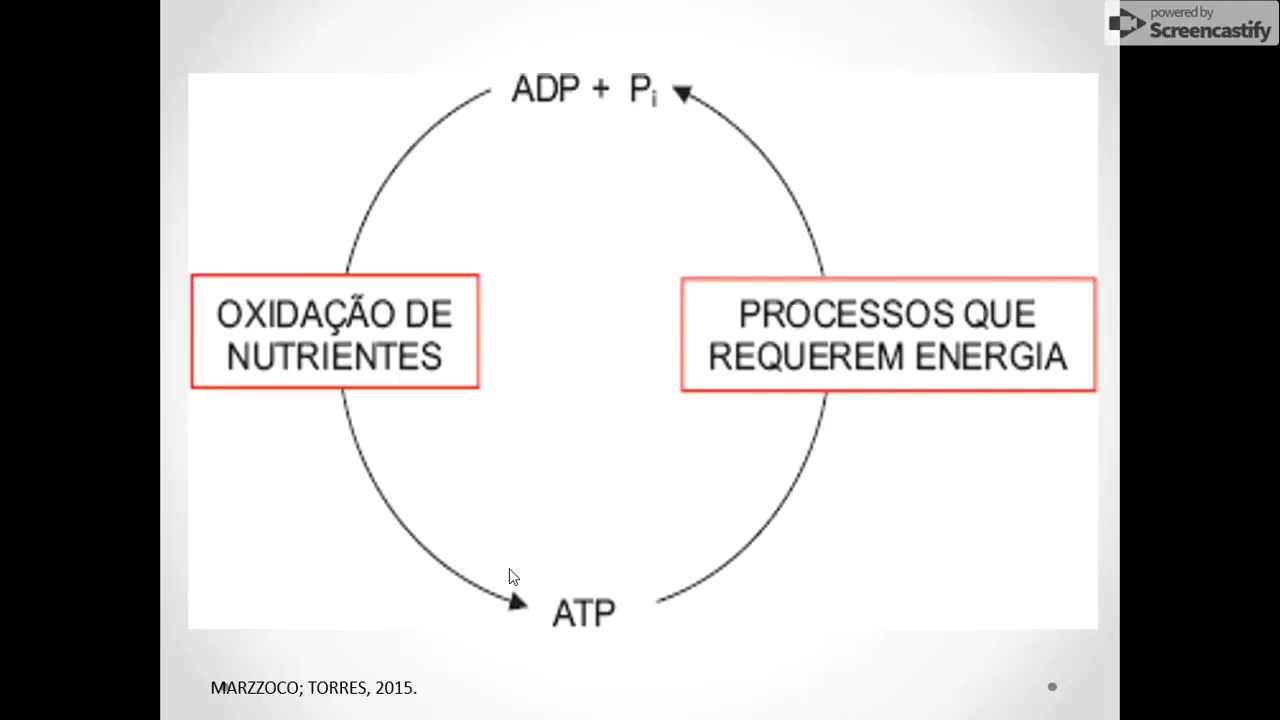 powered by
Screencastify
ADP + Pi
OXIDAÇÃO DE
NUTRIENTES
PROCESSOS QUE
REQUEREM ENERGIA
ATP
MARZZOCO; TORRES, 2015.